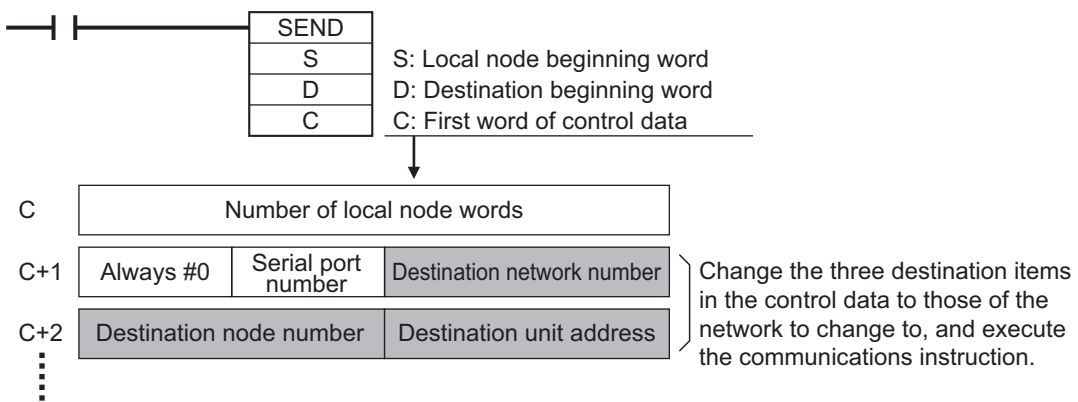 SEND
S S: Local node beginning word
D D: Destination beginning word
C C: First word of control data
C Number of local node words
C+1 Always #0 Serial port number Destination network number
C+2 Destination node number Destination unit address
Change the three destination items
in the control data to those of the
network to change to, and execute
the communications instruction.